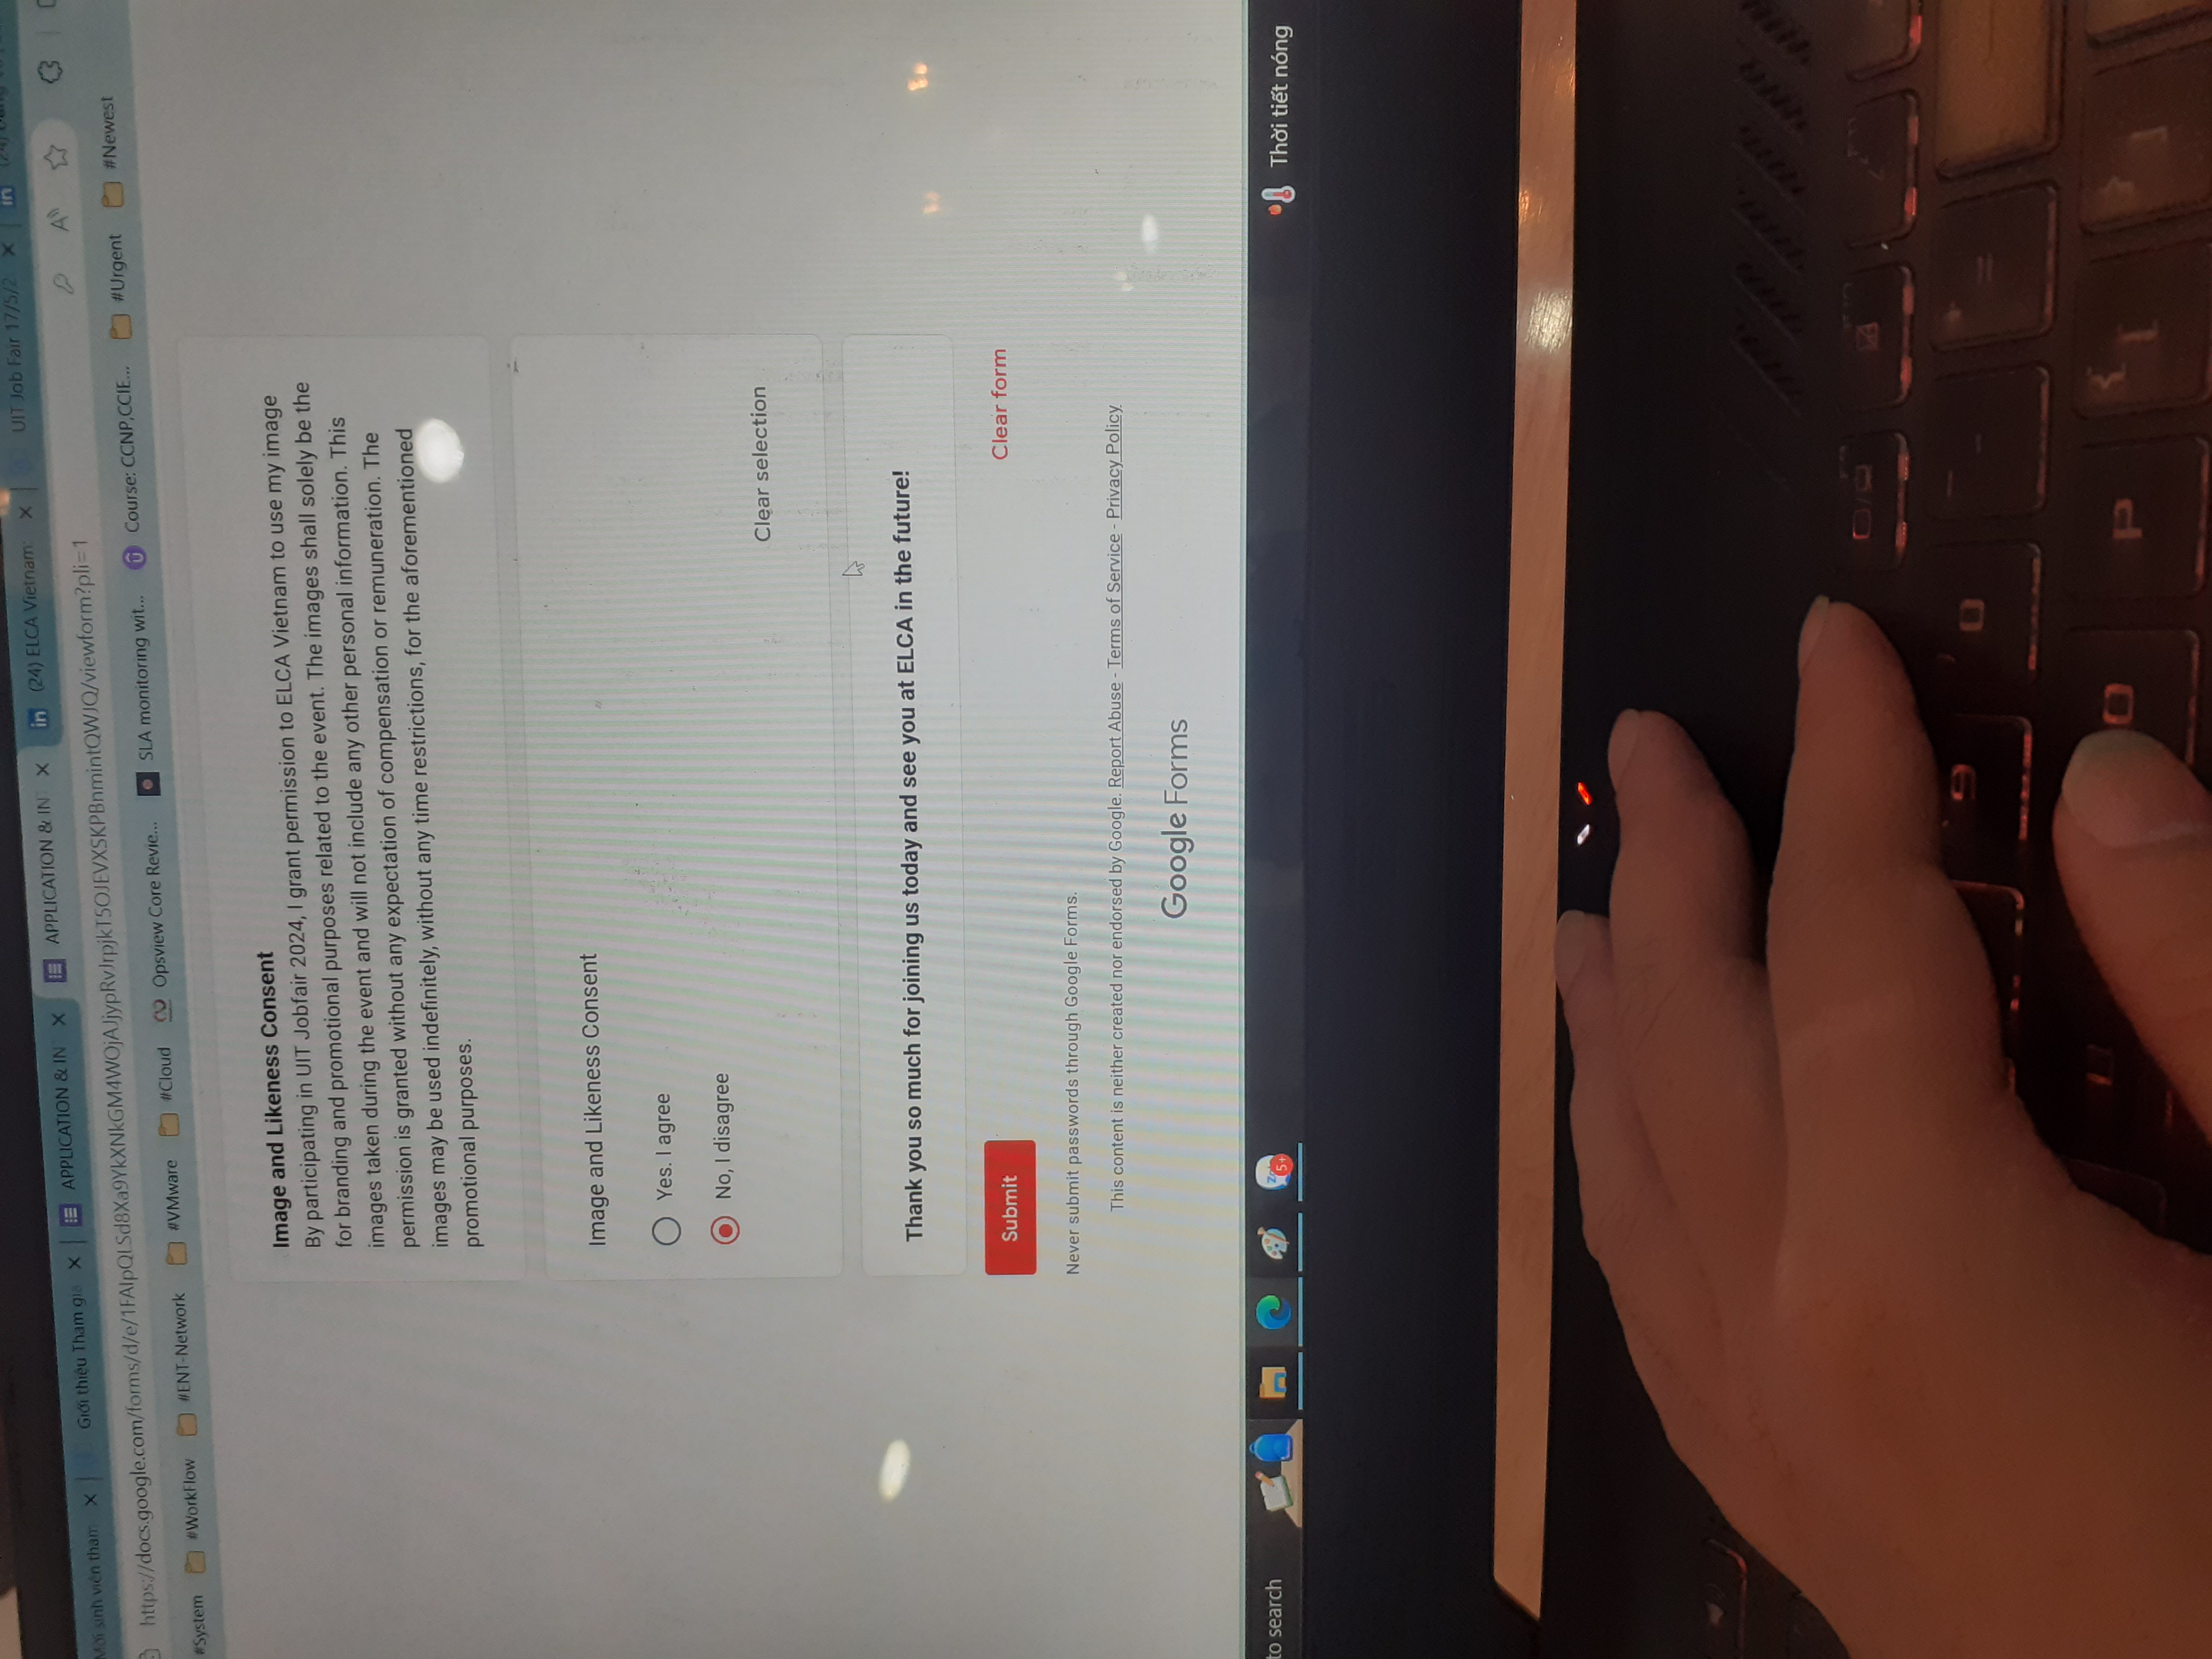 Mời sinh viên tham
Giới thiệu Tham gia
APPLICATION & IN
APPLICATION & IN
(24) ELCA Vietnam:
UIT Job Fair 17/5/2
https://docs.google.com/forms/d/e/1FAIpQLSd8Xa9YkXNkGM4WOjAJjypRvJrpjkT5OJEVXSKPBnmintQWJQ/viewform?pli=1
#System #WorkFlow #ENT-Network #VMware #Cloud Opsview Core Revie... SLA monitoring wit... Course: CCNP,CCIE... #Urgent #Newest
Image and Likeness Consent
By participating in UIT Jobfair 2024, I grant permission to ELCA Vietnam to use my image
for branding and promotional purposes related to the event. The images shall solely be the
images taken during the event and will not include any other personal information. This
permission is granted without any expectation of compensation or remuneration. The
images may be used indefinitely, without any time restrictions, for the aforementioned
promotional purposes.
Image and Likeness Consent
Yes. I agree
No, I disagree
Clear selection
Thank you so much for joining us today and see you at ELCA in the future!
Submit
Clear form
Never submit passwords through Google Forms.
This content is neither created nor endorsed by Google. Report Abuse - Terms of Service - Privacy Policy
Google Forms
to search
5+
Thời tiết nóng
9 0 - + =
O P { [ } ]